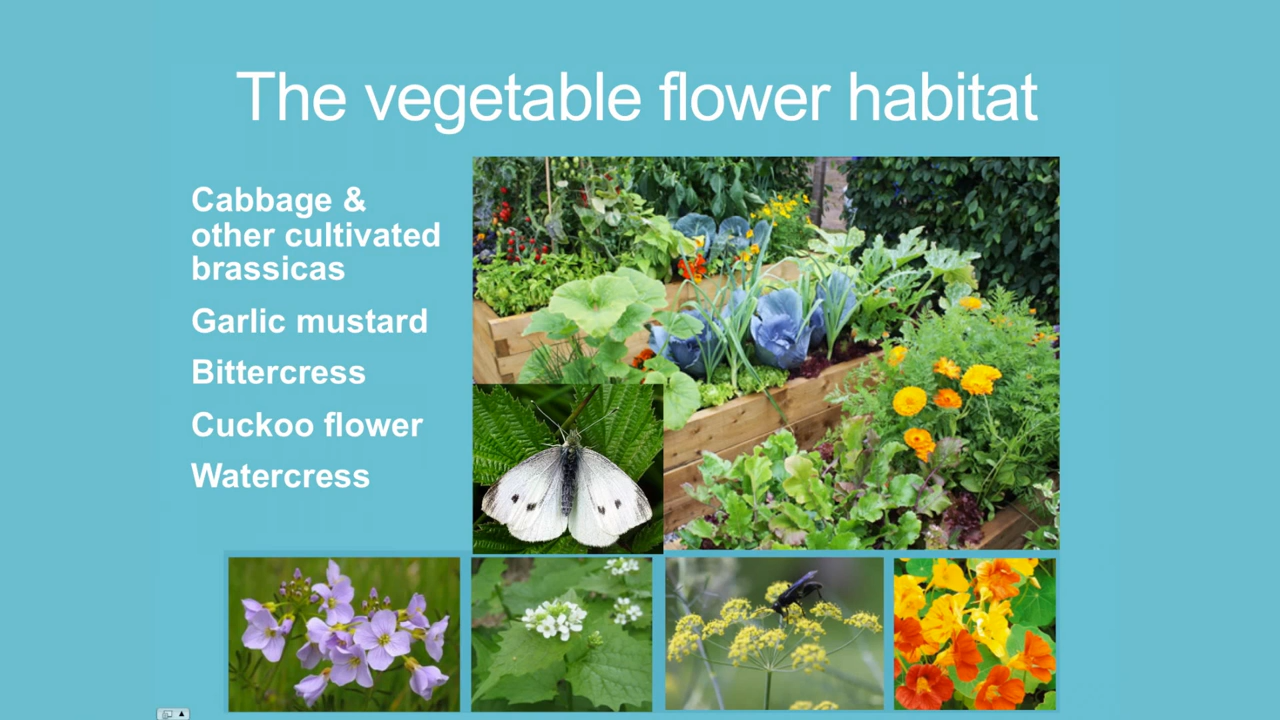 The vegetable flower habitat
Cabbage &
other cultivated
brassicas
Garlic mustard
Bittercress
Cuckoo flower
Watercress